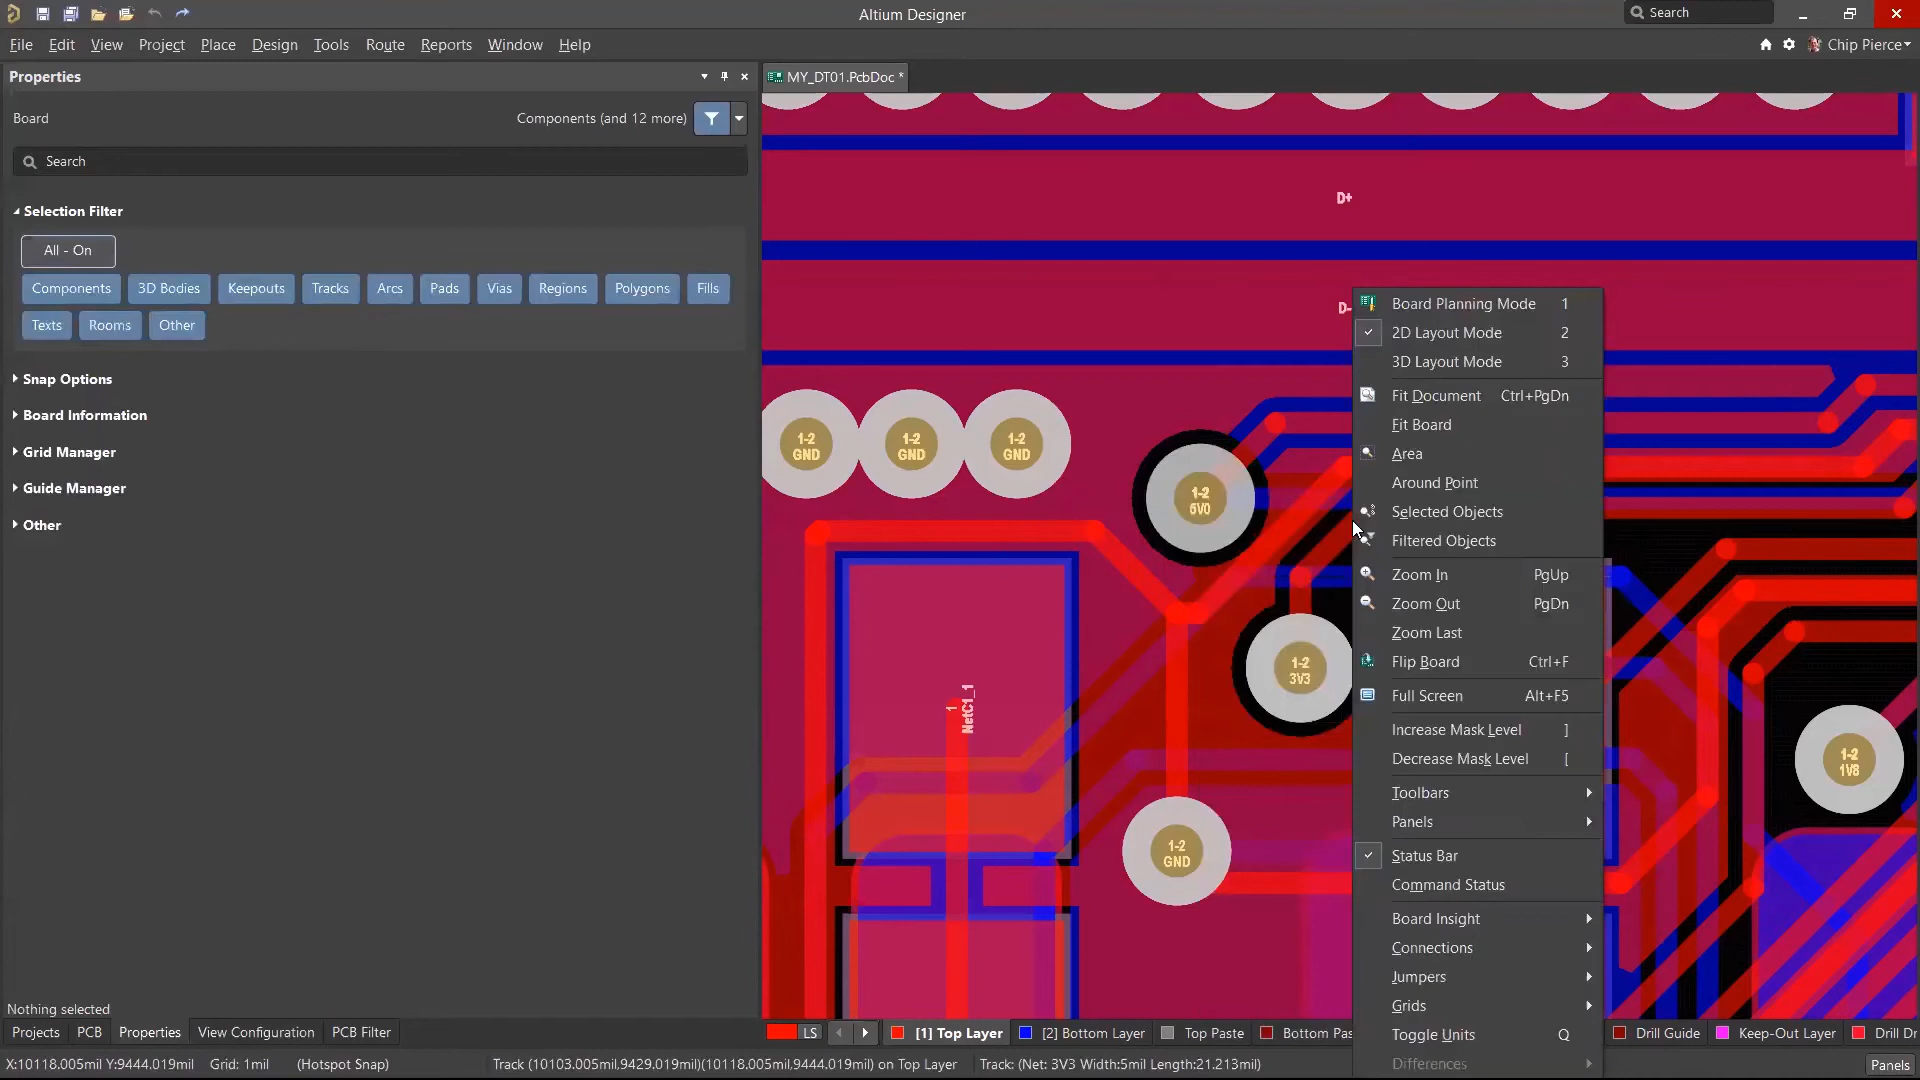 Altium Designer
Search
File Edit View Project Place Design Tools Route Reports Window Help
Chip Pierce
Properties
MY_DT01.PcbDoc *
Board
Components (and 12 more)
Search
Selection Filter
All - On
Components 3D Bodies Keepouts Tracks Arcs Pads Vias Regions Polygons Fills
Texts Rooms Other
Snap Options
Board Information
Grid Manager
Guide Manager
Other
Nothing selected
Projects PCB Properties View Configuration PCB Filter
D+
D-
1-2
GND
1-2
GND
1-2
GND
1-2
5V0
1-2
3V3
1
NetC1_1
1-2
GND
1-2
1V8
Board Planning Mode 1
2D Layout Mode 2
3D Layout Mode 3
Fit Document Ctrl+PgDn
Fit Board
Area
Around Point
Selected Objects
Filtered Objects
Zoom In PgUp
Zoom Out PgDn
Zoom Last
Flip Board Ctrl+F
Full Screen Alt+F5
Increase Mask Level ]
Decrease Mask Level [
Toolbars
Panels
Status Bar
Command Status
Board Insight
Connections
Jumpers
Grids
Toggle Units Q
Differences
LS [1] Top Layer [2] Bottom Layer Top Paste Bottom Pas Drill Guide Keep-Out Layer Drill Dr
X:10118.005mil Y:9444.019mil Grid: 1mil (Hotspot Snap) Track (10103.005mil,9429.019mil)(10118.005mil,9444.019mil) on Top Layer Track: (Net: 3V3 Width:5mil Length:21.213mil) Panels